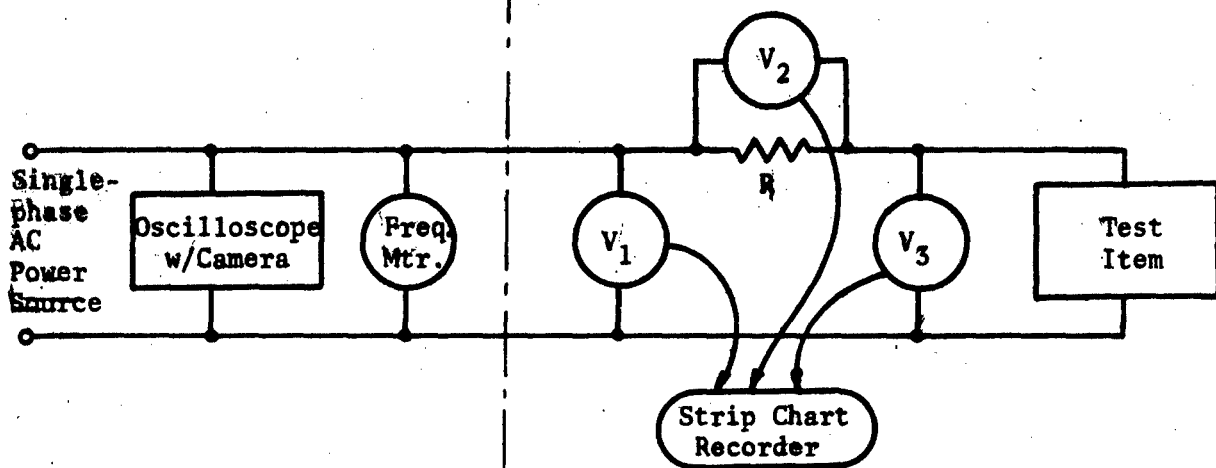 V2
Single-
phase
AC
Power
Source
Oscilloscope
w/Camera
Freq.
Mtr.
V1
R
V3
Test
Item
Strip Chart
Recorder